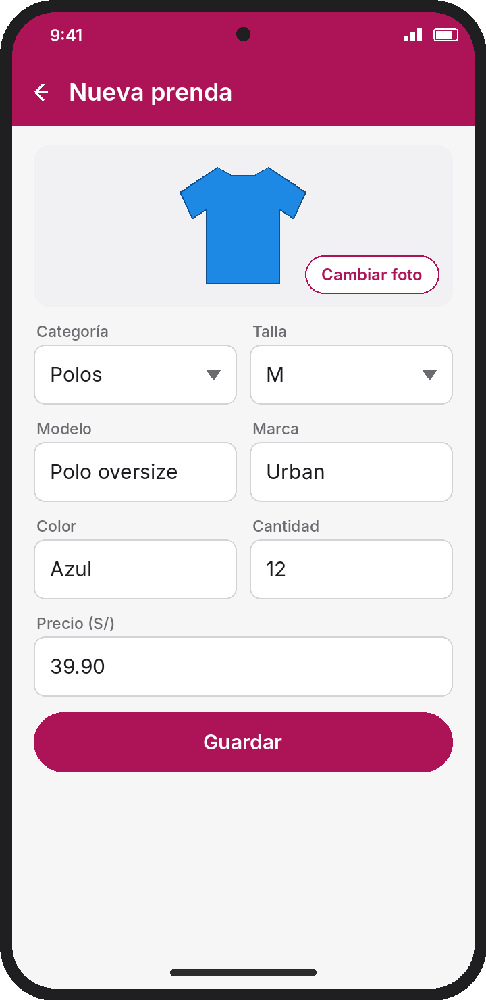 9:41
Nueva prenda
Cambiar foto
Categoría
Talla
Polos
M
Modelo
Marca
Polo oversize
Urban
Color
Cantidad
Azul
12
Precio (S/)
39.90
Guardar